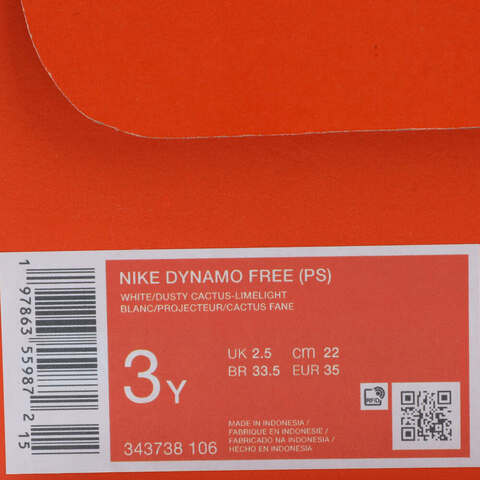 NIKE DYNAMO FREE (PS)
WHITE/DUSTY CACTUS-LIMELIGHT
BLANC/PROJECTEUR/CACTUS FANE
3Y
UK 2.5 cm 22
BR 33.5 EUR 35
RFID
MADE IN INDONESIA /
FABRIQUE EN INDONESIE /
FABRICADO NA INDONESIA /
HECHO EN INDONESIA
343738 106
1 97863 55987 2 15